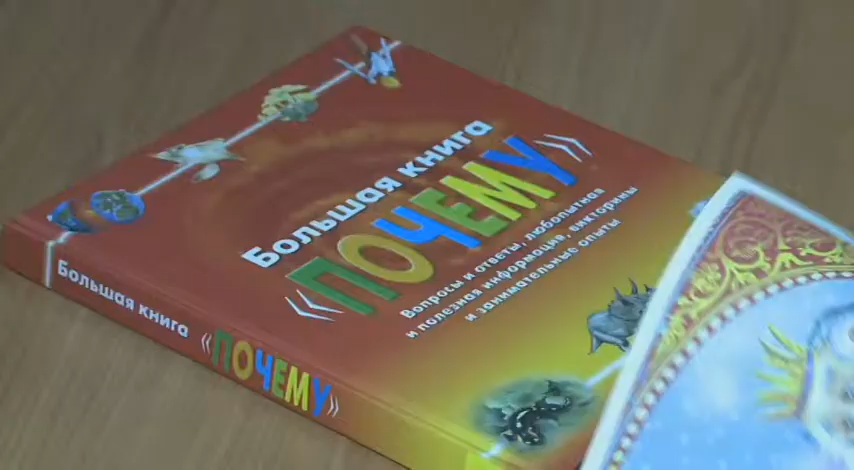 Большая книга
«ПОЧЕМУ»
Вопросы и ответы, любопытная
и полезная информация, викторины
и занимательные опыты
Большая книга «ПОЧЕМУ»